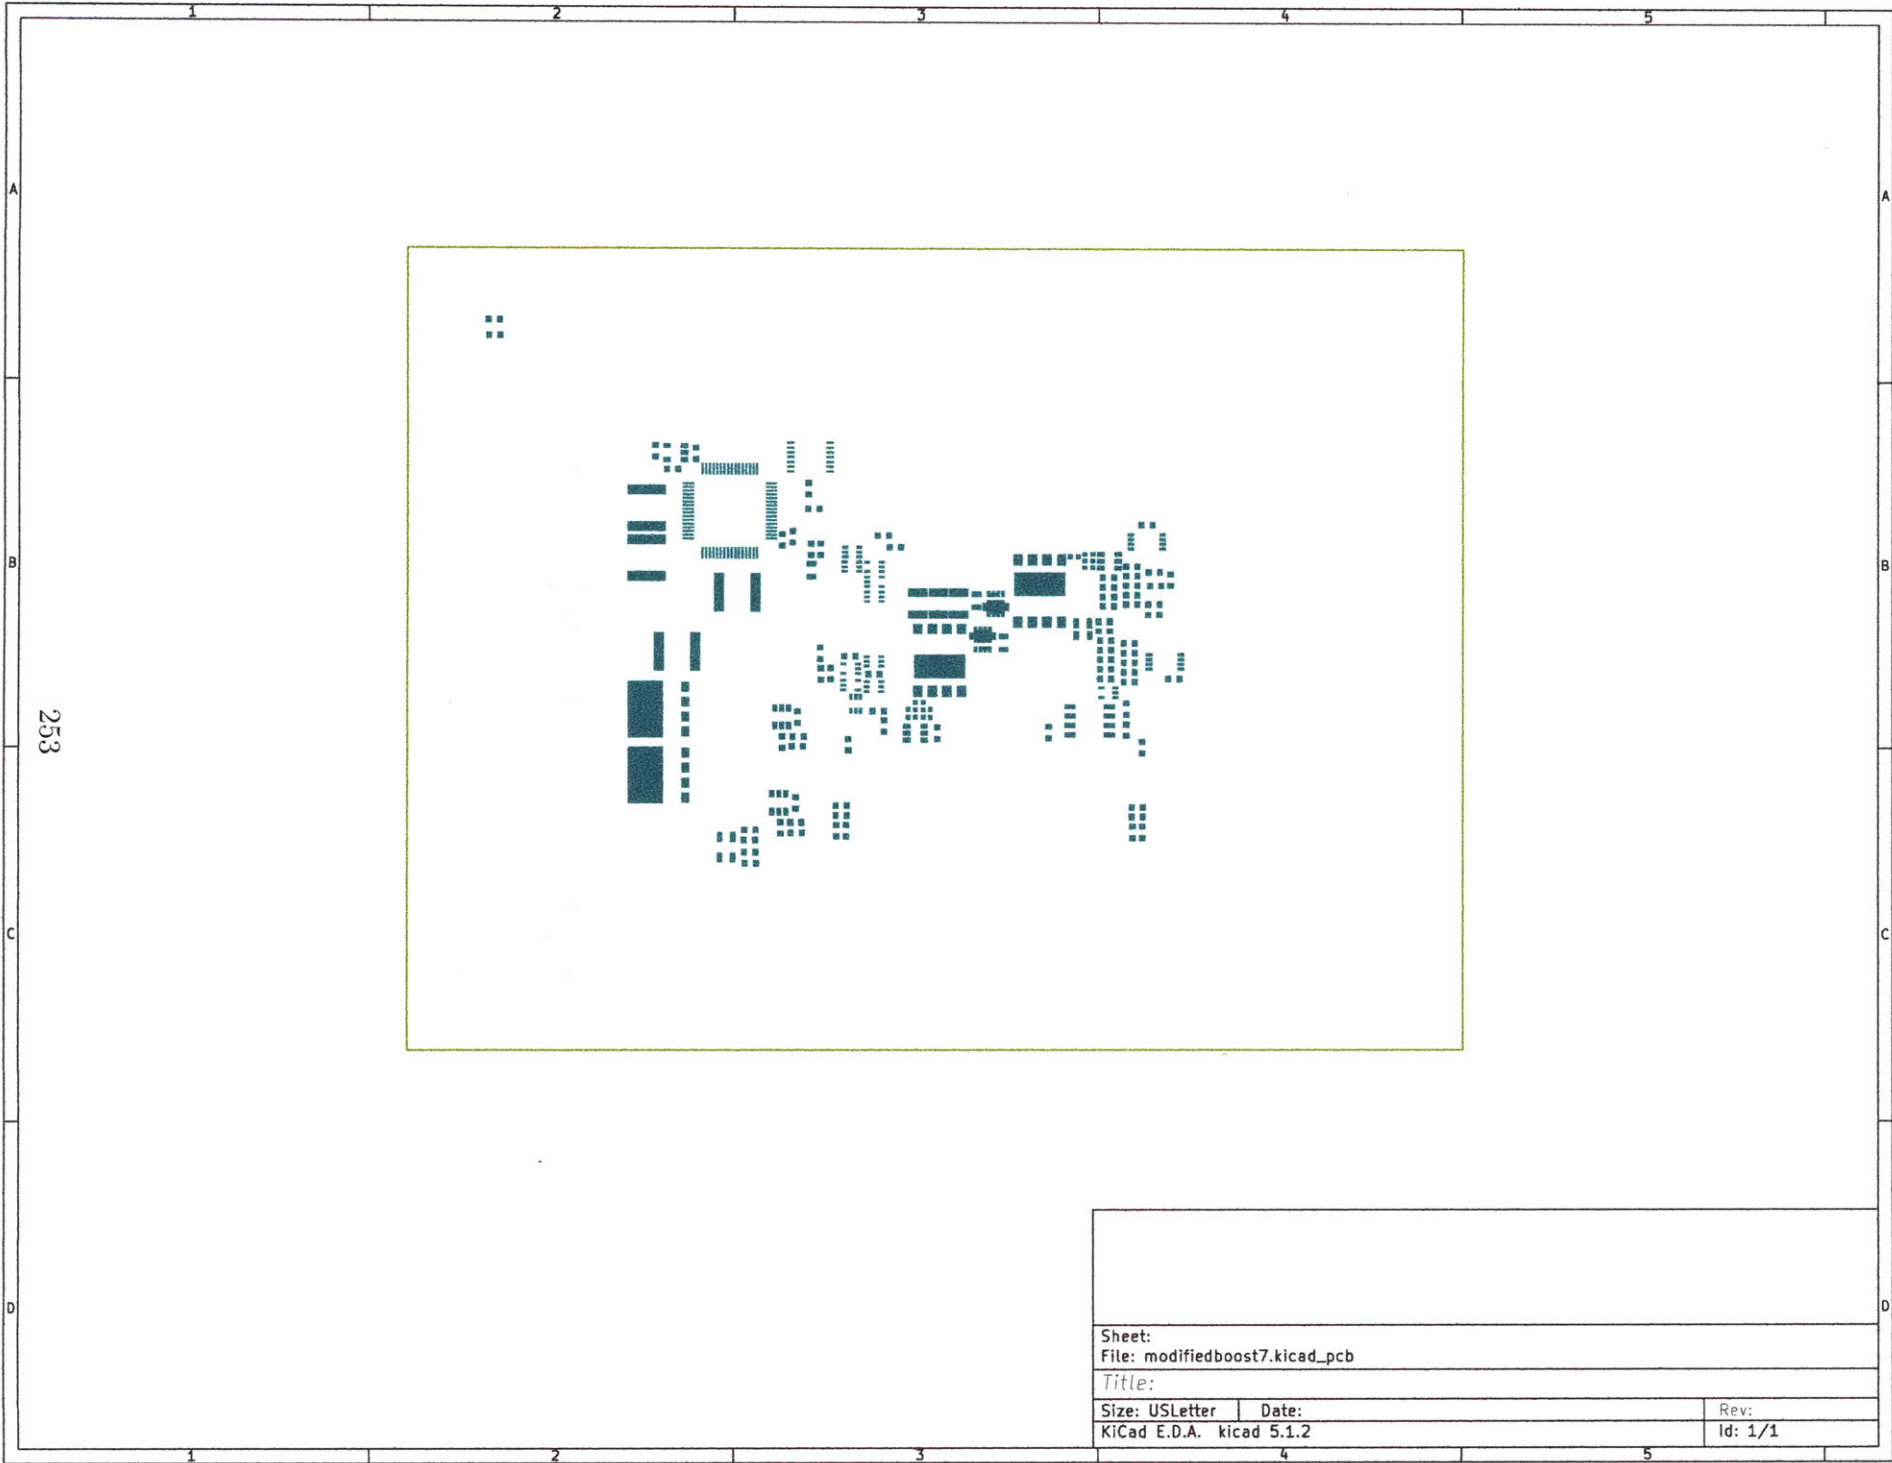 1 2 3 4 5
A A
B B
253
C C
D D
Sheet:
File: modifiedboost7.kicad_pcb
Title:
Size: USLetter Date: Rev:
KiCad E.D.A. kicad 5.1.2 Id: 1/1
1 2 3 4 5